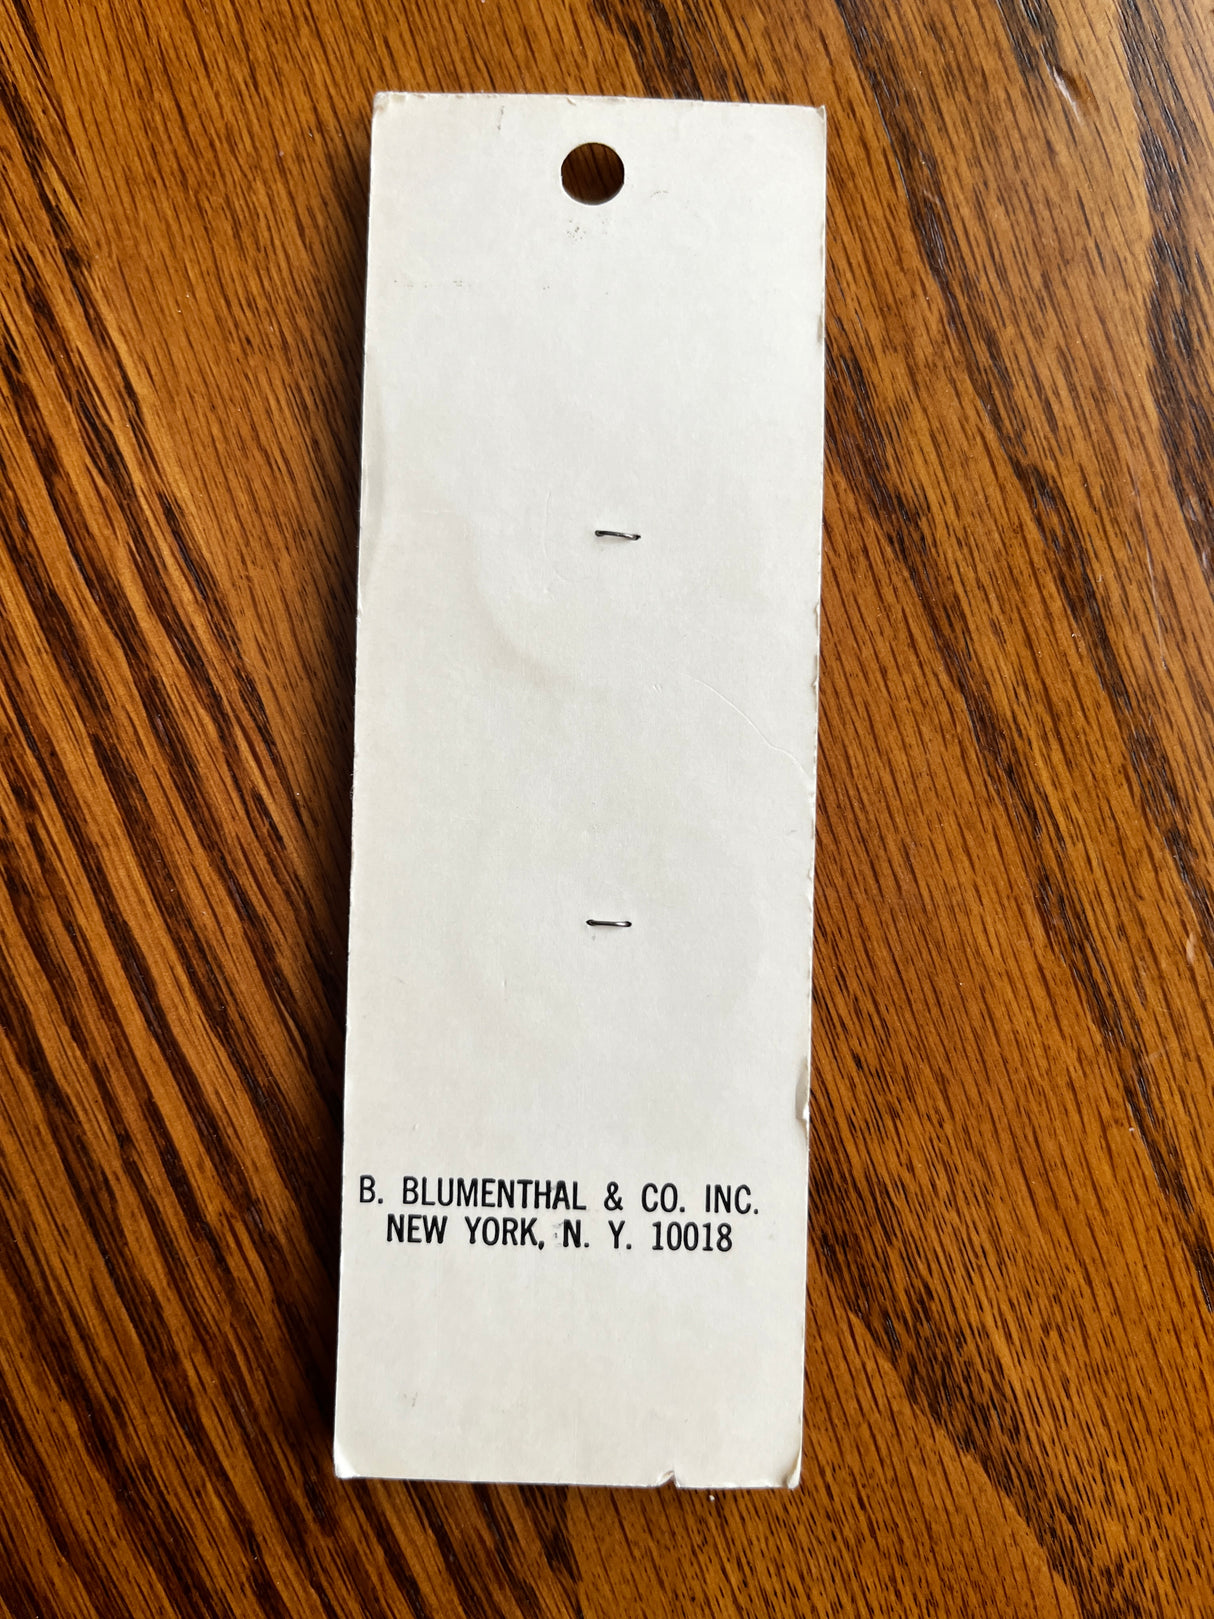 B. BLUMENTHAL & CO. INC.
NEW YORK, N. Y. 10018